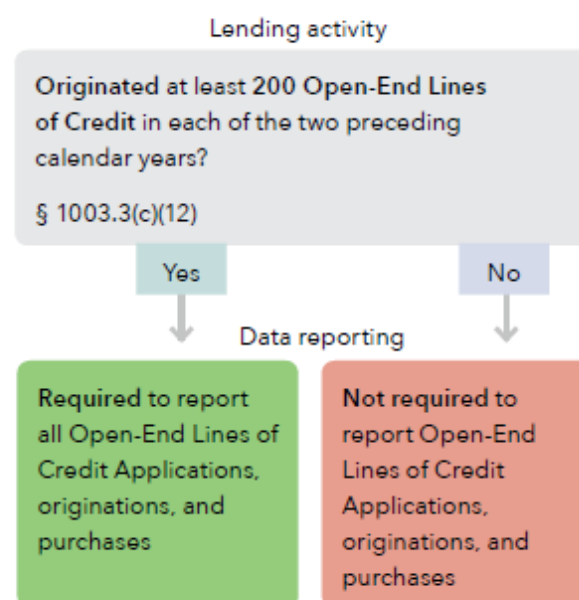 Lending activity
Originated at least 200 Open-End Lines
of Credit in each of the two preceding
calendar years?
§ 1003.3(c)(12)
Yes
No
Data reporting
Required to report
all Open-End Lines of
Credit Applications,
originations, and
purchases
Not required to
report Open-End
Lines of Credit
Applications,
originations, and
purchases